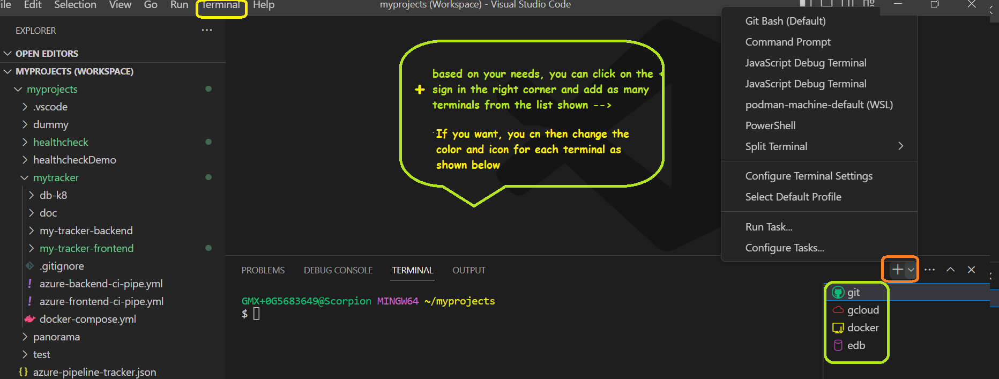 File Edit Selection View Go Run Terminal Help
myprojects (Workspace) - Visual Studio Code
EXPLORER
OPEN EDITORS
MYPROJECTS (WORKSPACE)
myprojects
.vscode
dummy
healthcheck
healthcheckDemo
mytracker
db-k8
doc
my-tracker-backend
my-tracker-frontend
.gitignore
azure-backend-ci-pipe.yml
azure-frontend-ci-pipe.yml
docker-compose.yml
panorama
test
azure-pipeline-tracker.json
based on your needs, you can click on the +
sign in the right corner and add as many
terminals from the list shown -->
If you want, you cn then change the
color and icon for each terminal as
shown below
Git Bash (Default)
Command Prompt
JavaScript Debug Terminal
JavaScript Debug Terminal
podman-machine-default (WSL)
PowerShell
Split Terminal
Configure Terminal Settings
Select Default Profile
Run Task...
Configure Tasks...
PROBLEMS DEBUG CONSOLE TERMINAL OUTPUT
GMX+0G5683649@Scorpion MINGW64 ~/myprojects
$
git
gcloud
docker
edb